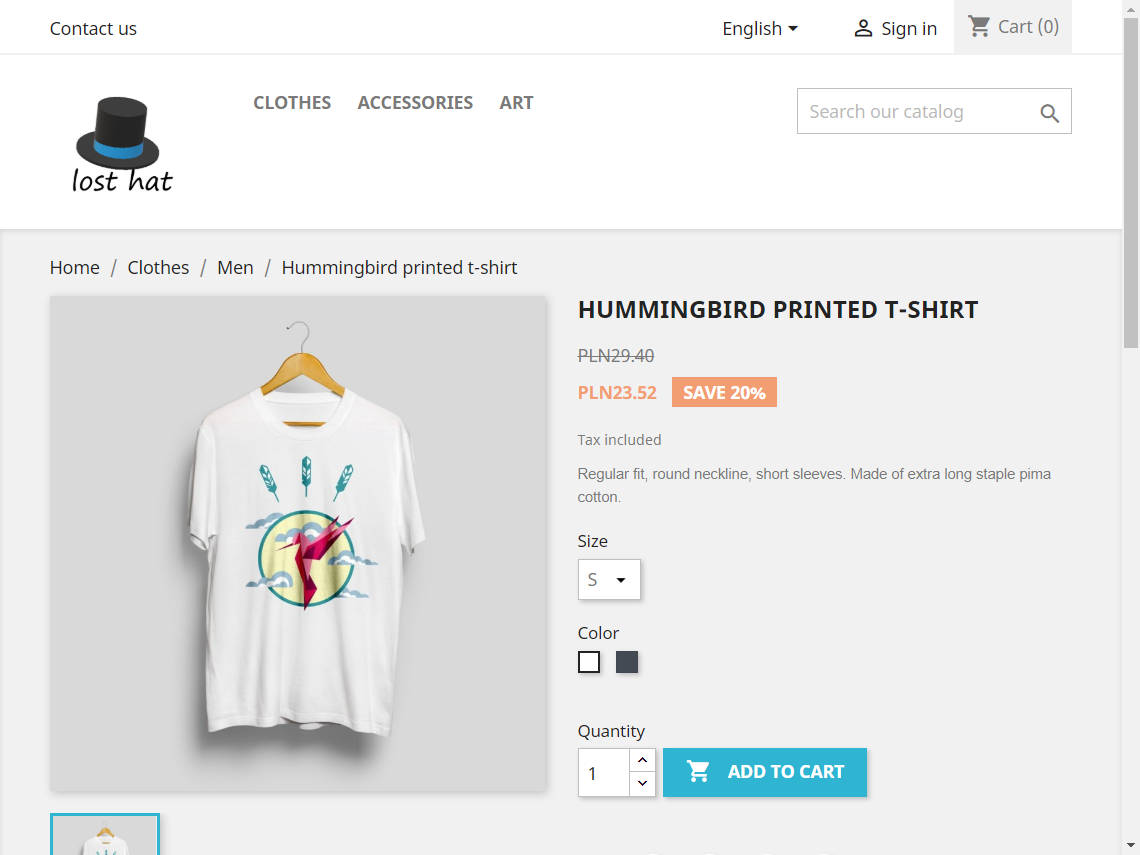 Contact us
English
Sign in
Cart (0)
lost hat
CLOTHES
ACCESSORIES
ART
Search our catalog
Home / Clothes / Men / Hummingbird printed t-shirt
HUMMINGBIRD PRINTED T-SHIRT
PLN29.40
PLN23.52 SAVE 20%
Tax included
Regular fit, round neckline, short sleeves. Made of extra long staple pima
cotton.
Size
S
Color
Quantity
1
ADD TO CART